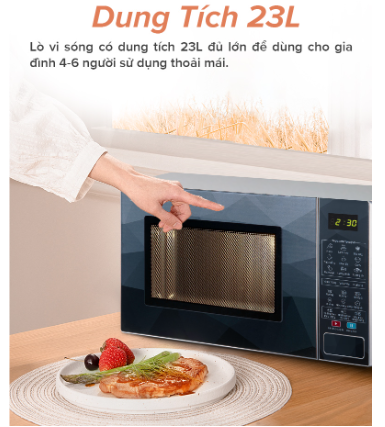 Dung Tích 23L
Lò vi sóng có dung tích 23L đủ lớn để dùng cho gia
đình 4-6 người sử dụng thoải mái.
2:30